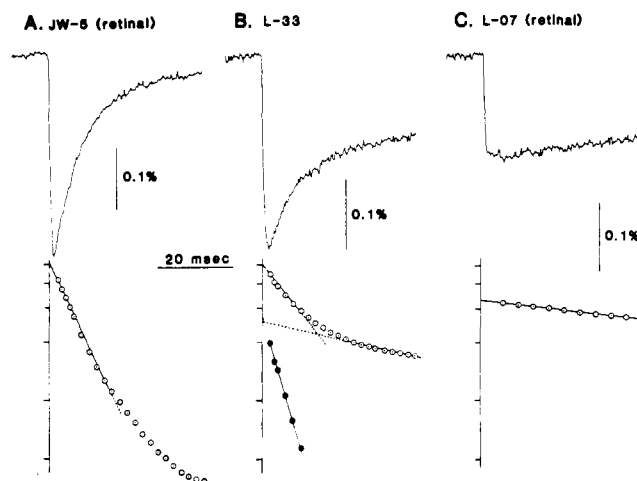 A. JW-5 (retinal)
B. L-33
C. L-07 (retinal)
0.1%
0.1%
0.1%
20 msec